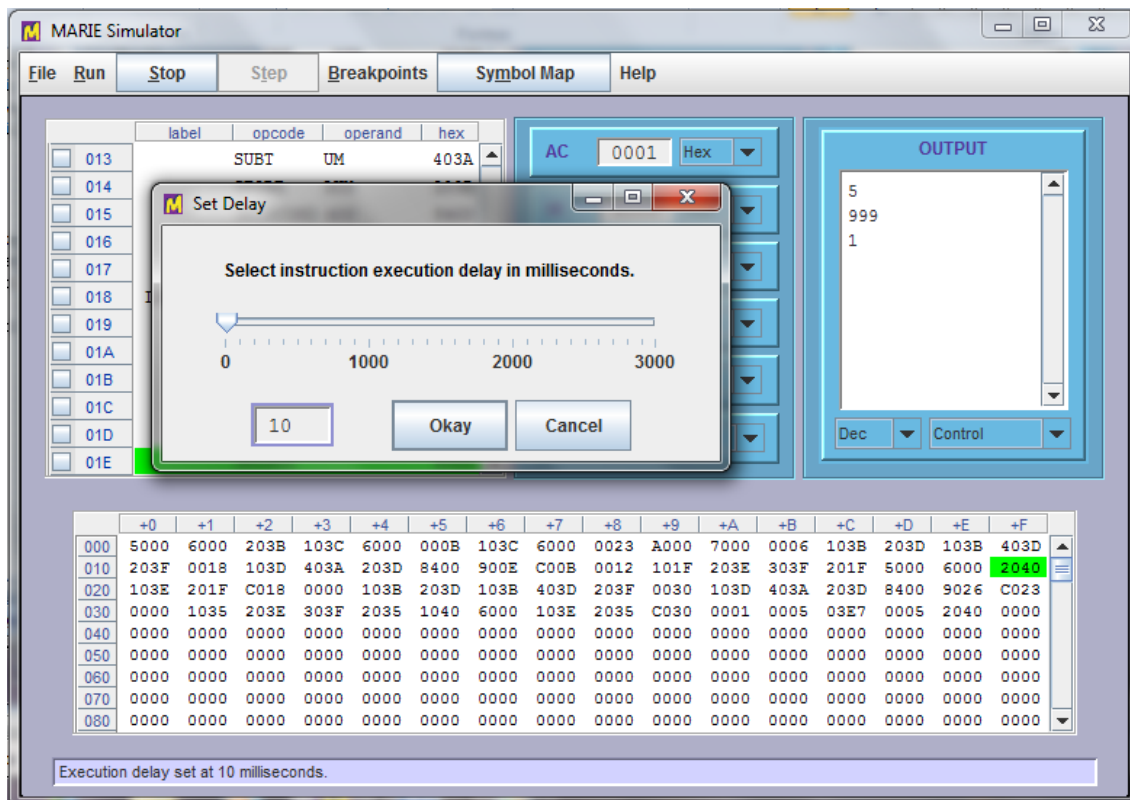 MARIE Simulator
File Run Stop Step Breakpoints Symbol Map Help
label opcode operand hex
013 SUBT UM 403A
014
015
016
017
018
019
01A
01B
01C
01D
01E
AC 0001 Hex
OUTPUT
5
999
1
Dec Control
Set Delay
Select instruction execution delay in milliseconds.
0 1000 2000 3000
10 Okay Cancel
+0 +1 +2 +3 +4 +5 +6 +7 +8 +9 +A +B +C +D +E +F
000 5000 6000 203B 103C 6000 000B 103C 6000 0023 A000 7000 0006 103B 203D 103B 403D
010 203F 0018 103D 403A 203D 8400 900E C00B 0012 101F 203E 303F 201F 5000 6000 2040
020 103E 201F C018 0000 103B 203D 103B 403D 203F 0030 103D 403A 203D 8400 9026 C023
030 0000 1035 203E 303F 2035 1040 6000 103E 2035 C030 0001 0005 03E7 0005 2040 0000
040 0000 0000 0000 0000 0000 0000 0000 0000 0000 0000 0000 0000 0000 0000 0000 0000
050 0000 0000 0000 0000 0000 0000 0000 0000 0000 0000 0000 0000 0000 0000 0000 0000
060 0000 0000 0000 0000 0000 0000 0000 0000 0000 0000 0000 0000 0000 0000 0000 0000
070 0000 0000 0000 0000 0000 0000 0000 0000 0000 0000 0000 0000 0000 0000 0000 0000
080 0000 0000 0000 0000 0000 0000 0000 0000 0000 0000 0000 0000 0000 0000 0000 0000
Execution delay set at 10 milliseconds.